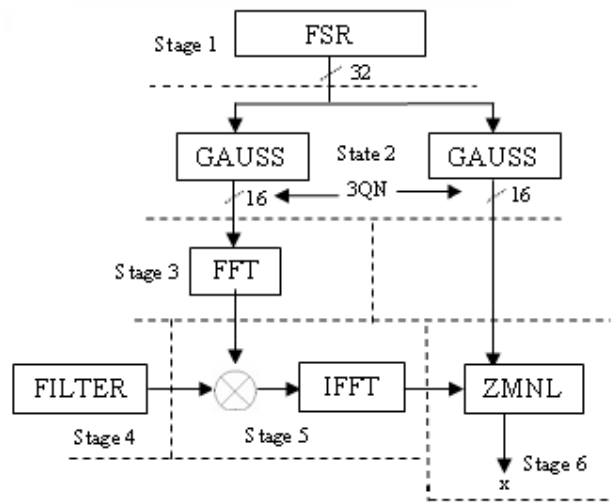 FSR
Stage 1
32
GAUSS
State 2
GAUSS
16
3QN
16
Stage 3
FFT
FILTER
IFFT
ZMNL
Stage 4
Stage 5
Stage 6
x